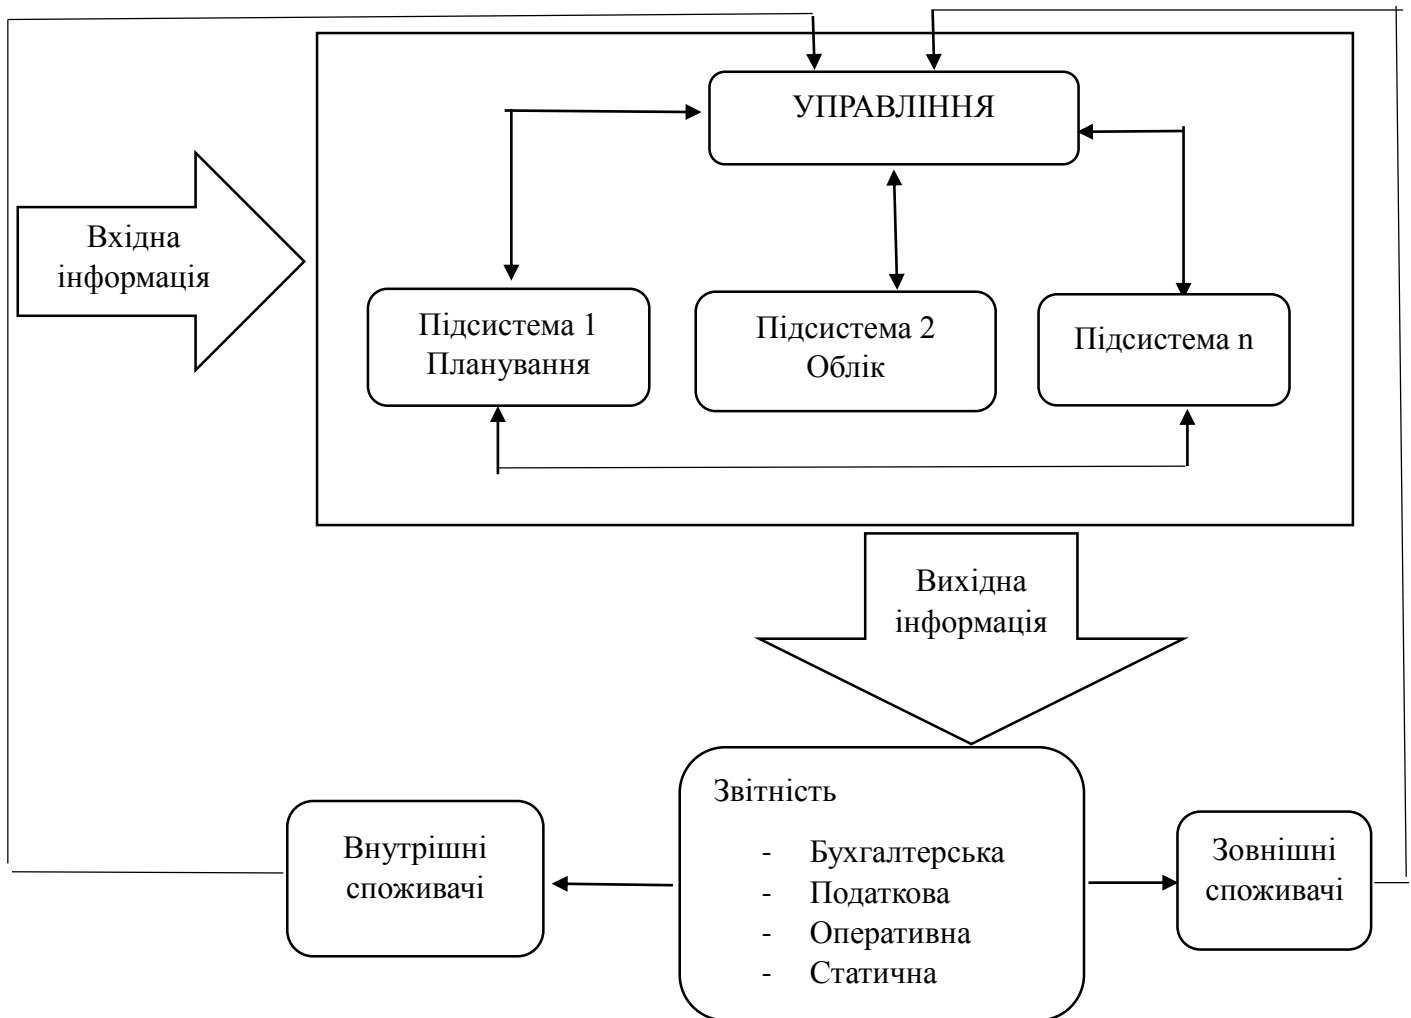 УПРАВЛІННЯ
Вхідна
інформація
Підсистема 1
Планування
Підсистема 2
Облік
Підсистема n
Вихідна
інформація
Звітність
- Бухгалтерська
- Податкова
- Оперативна
- Статична
Внутрішні
споживачі
Зовнішні
споживачі